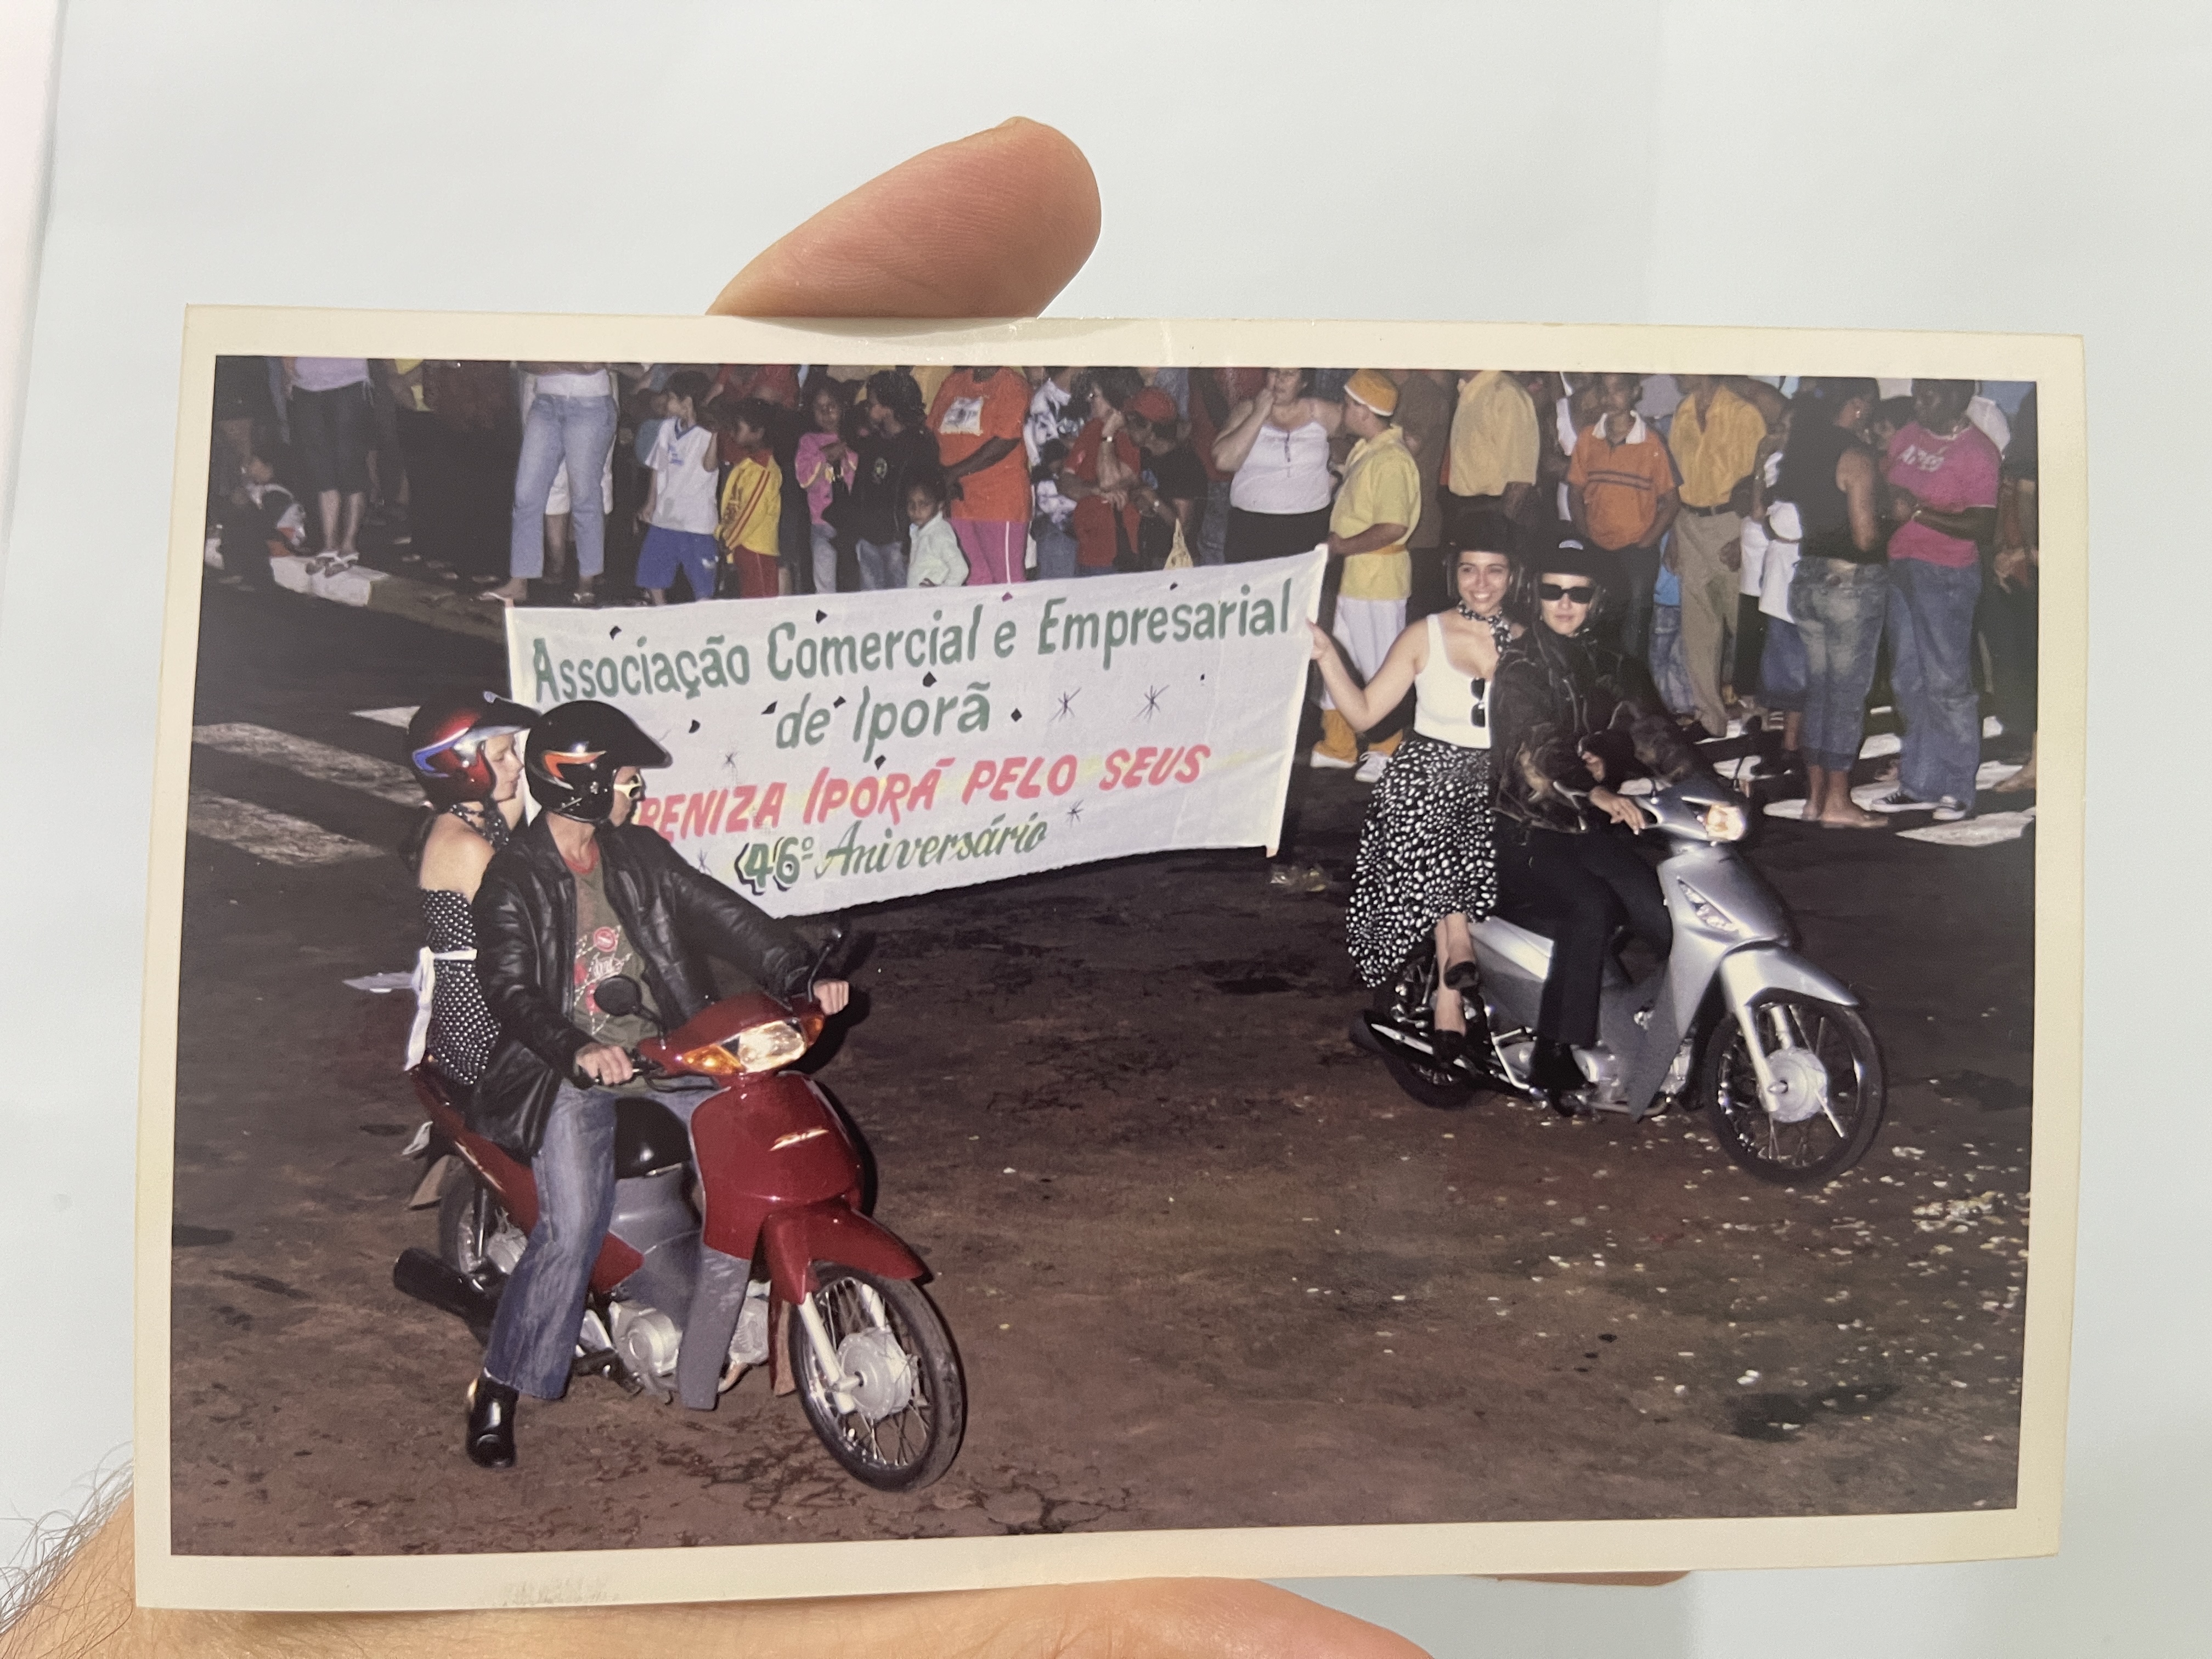 Associação Comercial e Empresarial
de Iporã
PENIZA IPORÃ PELO SEUS
46º Aniversário